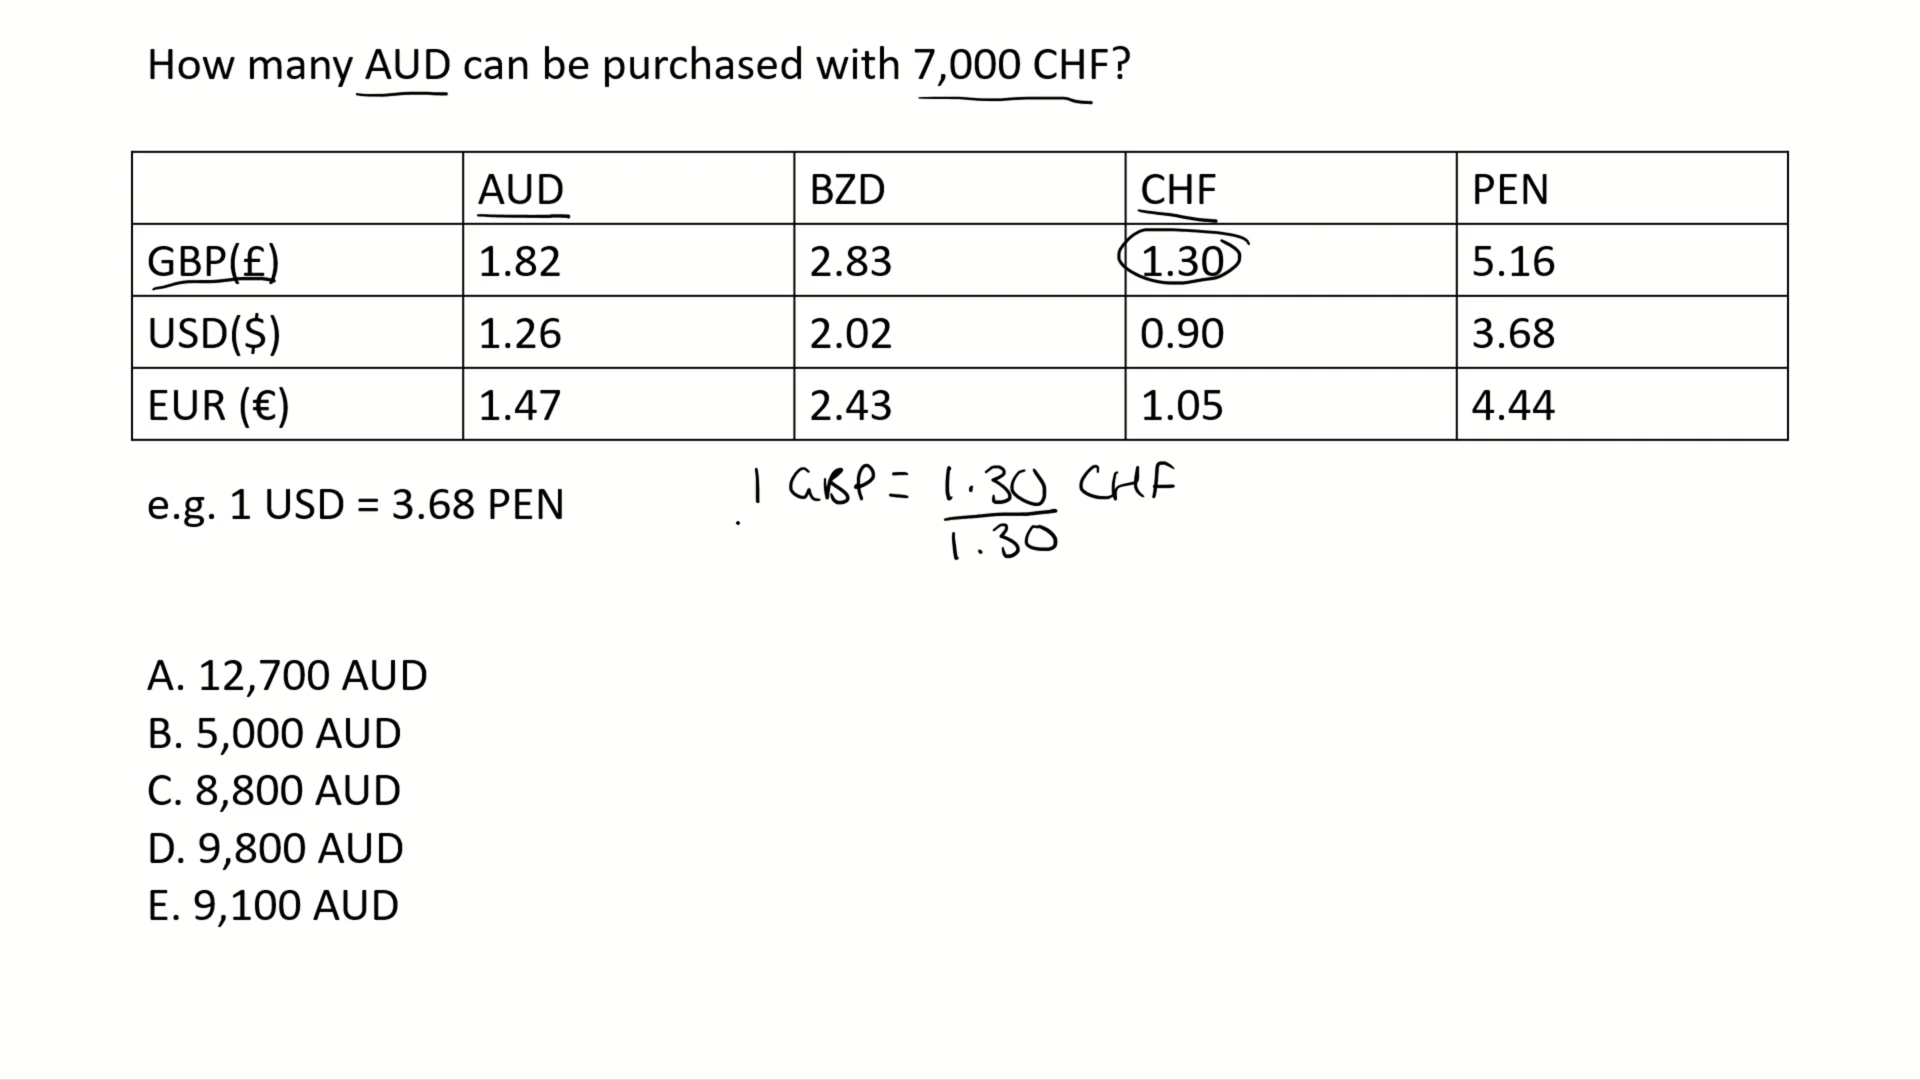 How many AUD can be purchased with 7,000 CHF?
AUD BZD CHF PEN
GBP(£) 1.82 2.83 1.30 5.16
USD($) 1.26 2.02 0.90 3.68
EUR (€) 1.47 2.43 1.05 4.44
1 GBP = 1.30 CHF
1.30
e.g. 1 USD = 3.68 PEN
A. 12,700 AUD
B. 5,000 AUD
C. 8,800 AUD
D. 9,800 AUD
E. 9,100 AUD